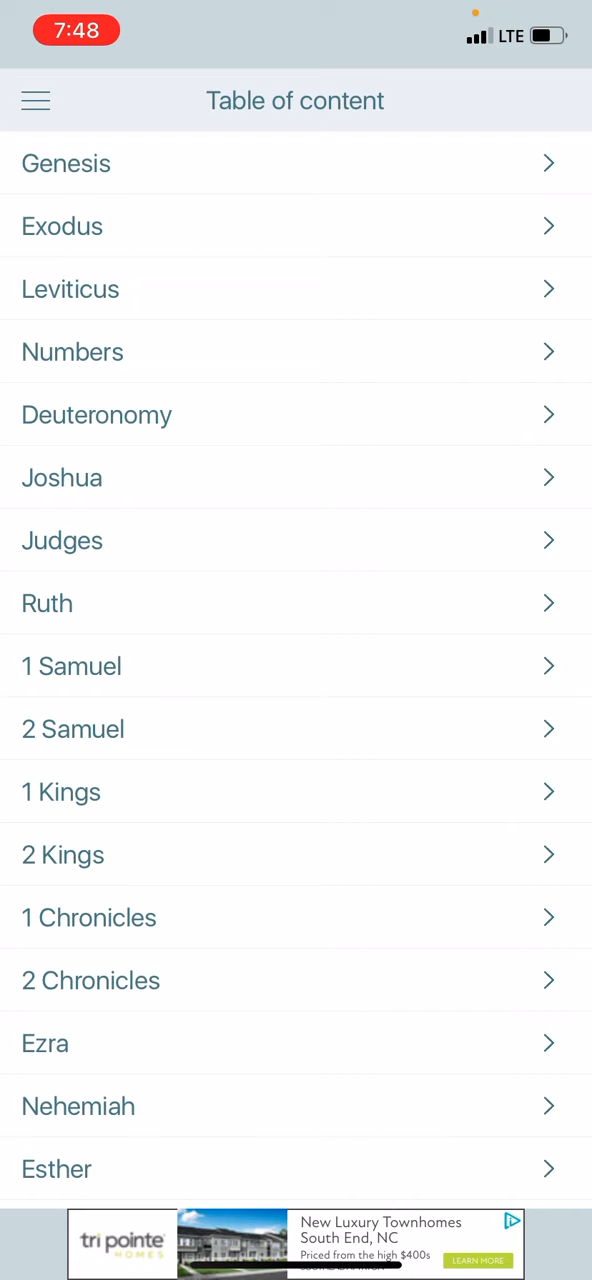 7:48
LTE
Table of content
Genesis
Exodus
Leviticus
Numbers
Deuteronomy
Joshua
Judges
Ruth
1 Samuel
2 Samuel
1 Kings
2 Kings
1 Chronicles
2 Chronicles
Ezra
Nehemiah
Esther
tri pointe
HOMES
New Luxury Townhomes
South End, NC
Priced from the high $400s
LEARN MORE